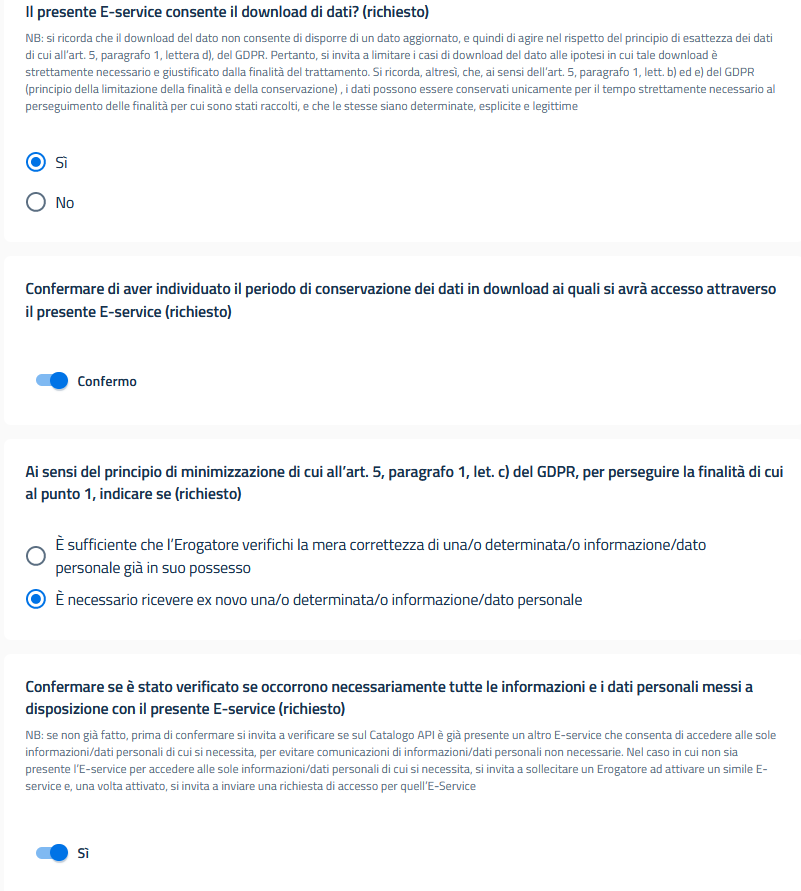 Il presente E-service consente il download di dati? (richiesto)
NB: si ricorda che il download del dato non consente di disporre di un dato aggiornato, e quindi di agire nel rispetto del principio di esattezza dei dati
di cui all'art. 5, paragrafo 1, lettera d), del GDPR. Pertanto, si invita a limitare i casi di download del dato alle ipotesi in cui tale download è
strettamente necessario e giustificato dalla finalità del trattamento. Si ricorda, altresì, che, ai sensi dell'art. 5, paragrafo 1, lett. b) ed e) del GDPR
(principio della limitazione della finalità e della conservazione) , i dati possono essere conservati unicamente per il tempo strettamente necessario al
perseguimento delle finalità per cui sono stati raccolti, e che le stesse siano determinate, esplicite e legittime
Sì
No
Confermare di aver individuato il periodo di conservazione dei dati in download ai quali si avrà accesso attraverso
il presente E-service (richiesto)
Confermo
Ai sensi del principio di minimizzazione di cui all'art. 5, paragrafo 1, let. c) del GDPR, per perseguire la finalità di cui
al punto 1, indicare se (richiesto)
È sufficiente che l'Erogatore verifichi la mera correttezza di una/o determinata/o informazione/dato
personale già in suo possesso
È necessario ricevere ex novo una/o determinata/o informazione/dato personale
Confermare se è stato verificato se occorrono necessariamente tutte le informazioni e i dati personali messi a
disposizione con il presente E-service (richiesto)
NB: se non già fatto, prima di confermare si invita a verificare se sul Catalogo API è già presente un altro E-service che consenta di accedere alle sole
informazioni/dati personali di cui si necessita, per evitare comunicazioni di informazioni/dati personali non necessarie. Nel caso in cui non sia
presente l'E-service per accedere alle sole informazioni/dati personali di cui si necessita, si invita a sollecitare un Erogatore ad attivare un simile E-
service e, una volta attivato, si invita a inviare una richiesta di accesso per quell'E-Service
Sì